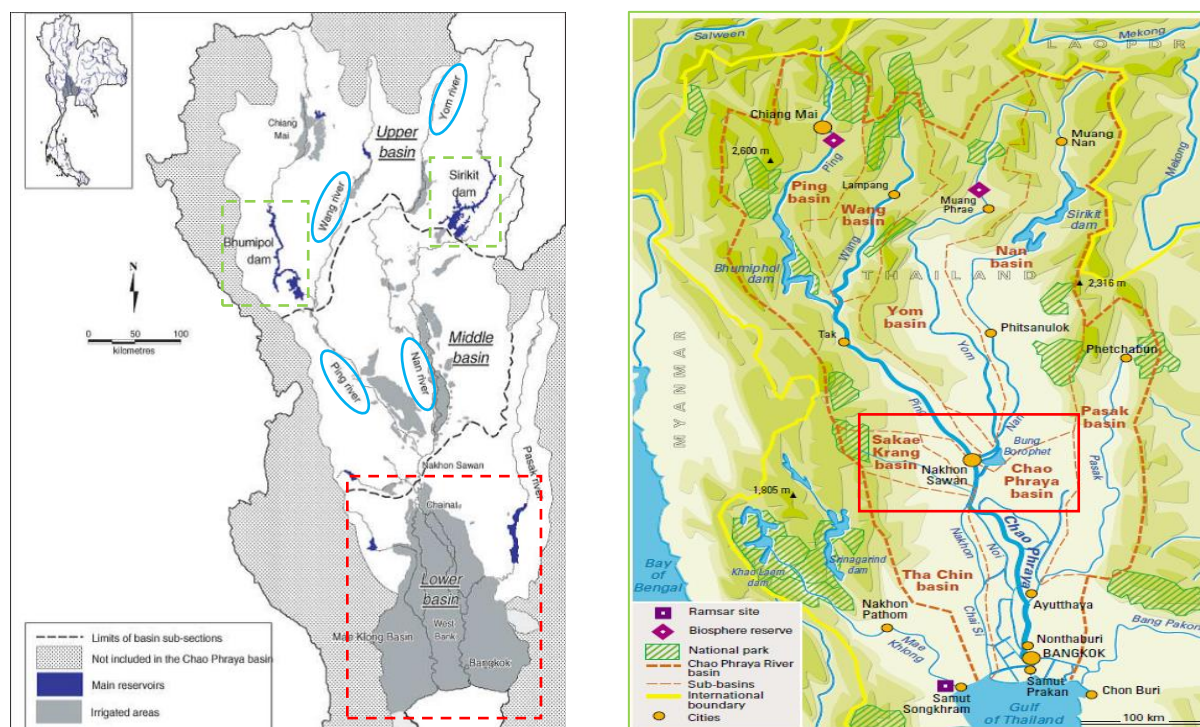 Chiang
Mai
Upper
basin
Yom river
Sirikit
dam
Wang river
Bhumipol
dam
N
0 50 100
kilometres
Middle
basin
Ping river
Nan river
Nakhon Sawan
Pasak river
Chainat
Lower
basin
West
Bank
Mae Klong Basin
Bangkok
Limits of basin sub-sections
Not included in the Chao Phraya basin
Main reservoirs
Irrigated areas
Salween
Mekong
LAO PDR
Chiang Mai
Ping
2,600 m
Muang
Nan
Mekong
Ping
basin
Lampang
Wang
basin
Muang
Phrae
Sirikit
dam
Wang
Nan
basin
Bhumiphol
dam
THAILAND
2,316 m
Yom
basin
Tak
Phitsanulok
Phetchabun
Yom
MYANMAR
Ping
Nan
Pasak
basin
Sakae
Krang
basin
Bung
Borophet
Nakhon
Sawan
Chao
Phraya
basin
Pasak
1,805 m
Chao Phraya
Nakhon
Noi
Srinagarind
dam
Khao Laam
dam
Bay
of
Bengal
Tha Chin
basin
Chai Si
Ayutthaya
Nakhon
Pathom
Mae
Khlong
Bang Pakong
Nonthaburi
BANGKOK
Samut
Prakan
Samut
Songkhram
Chon Buri
Gulf
of Thailand
100 km
Ramsar site
Biosphere reserve
National park
Chao Phraya River
basin
Sub-basins
International
boundary
Cities